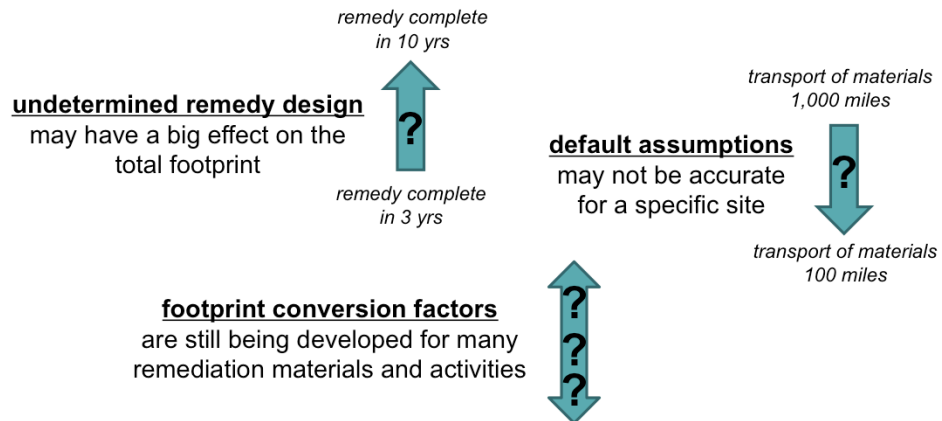 remedy complete
in 10 yrs
undetermined remedy design
may have a big effect on the
total footprint
?
remedy complete
in 3 yrs
transport of materials
1,000 miles
default assumptions
may not be accurate
for a specific site
?
transport of materials
100 miles
footprint conversion factors
are still being developed for many
remediation materials and activities
?
?
?